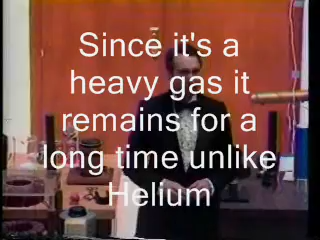 Since it's a
heavy gas it
remains for a
long time unlike
Helium